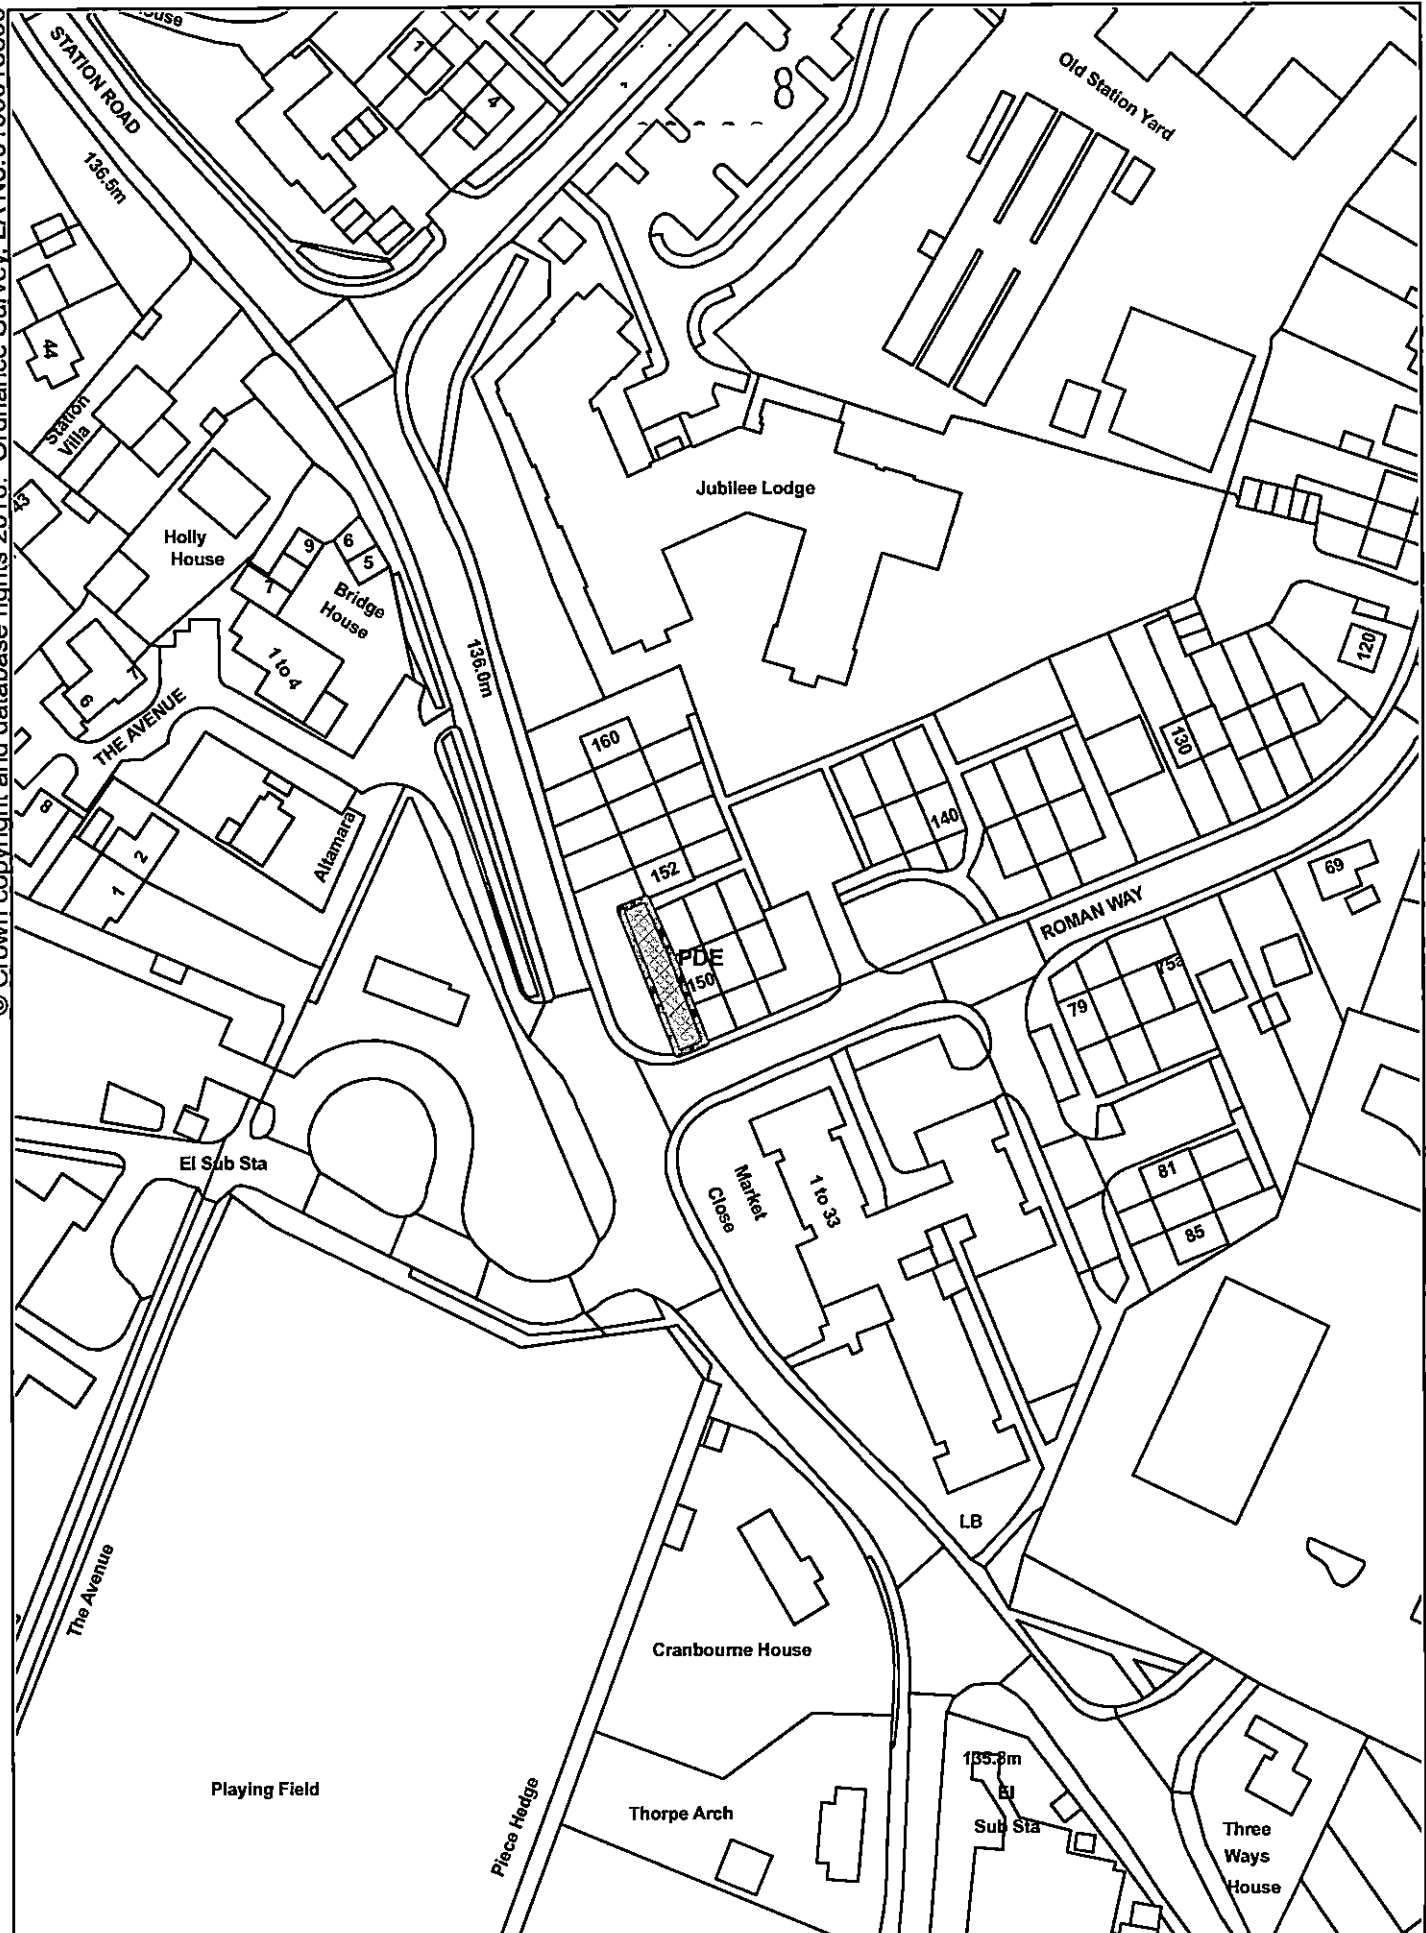 ouse
STATION ROAD
1
4
Old Station Yard
136.5m
44
Station
Villa
43
Jubilee Lodge
Holly
House
9
6
5
7
Bridge
House
1 to 4
136.0m
120
6
7
THE AVENUE
160
130
8
2
1
Altamara
140
152
69
ROMAN WAY
PDE
150
75a
79
El Sub Sta
Market
Close
1 to 33
81
85
LB
The Avenue
Cranbourne House
Playing Field
Piece Hedge
Thorpe Arch
135.8m
El
Sub Sta
Three
Ways
House